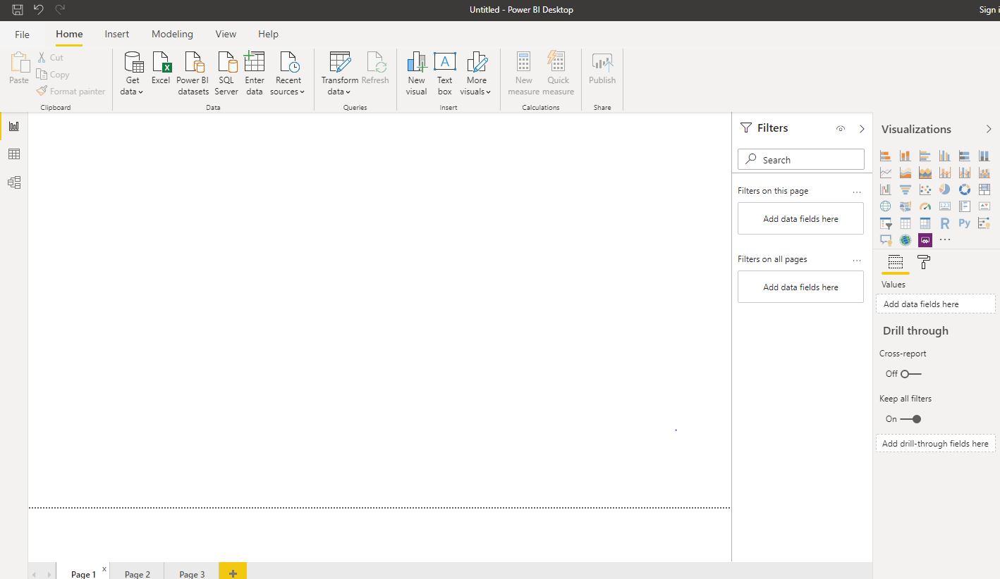 Untitled - Power BI Desktop
Sign i
File Home Insert Modeling View Help
Paste
Cut
Copy
Format painter
Clipboard
Get data
Excel
Power BI datasets
SQL Server
Enter data
Recent sources
Data
Transform data
Refresh
Queries
New visual
Text box
More visuals
Insert
New measure
Quick measure
Calculations
Publish
Share
Filters
Search
Filters on this page ...
Add data fields here
Filters on all pages ...
Add data fields here
Visualizations
123
R Py
...
Values
Add data fields here
Drill through
Cross-report
Off
Keep all filters
On
Add drill-through fields here
Page 1 x Page 2 Page 3 +